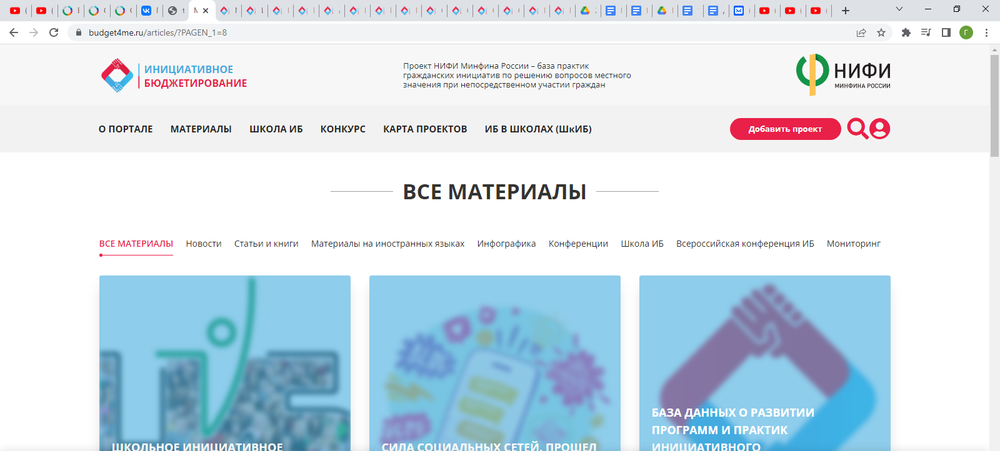 budget4me.ru/articles/?PAGEN_1=8
Г
ИНИЦИАТИВНОЕ
БЮДЖЕТИРОВАНИЕ
Проект НИФИ Минфина России – база практик
гражданских инициатив по решению вопросов местного
значения при непосредственном участии граждан
НИФИ
МИНФИНА РОССИИ
О ПОРТАЛЕ МАТЕРИАЛЫ ШКОЛА ИБ КОНКУРС КАРТА ПРОЕКТОВ ИБ В ШКОЛАХ (ШкИБ)
Добавить проект
ВСЕ МАТЕРИАЛЫ
ВСЕ МАТЕРИАЛЫ Новости Статьи и книги Материалы на иностранных языках Инфографика Конференции Школа ИБ Всероссийская конференция ИБ Мониторинг
ШКОЛЬНОЕ ИНИЦИАТИВНОЕ
СИЛА СОЦИАЛЬНЫХ СЕТЕЙ. ПРОШЕЛ
БАЗА ДАННЫХ О РАЗВИТИИ
ПРОГРАММ И ПРАКТИК
ИНИЦИАТИВНОГО